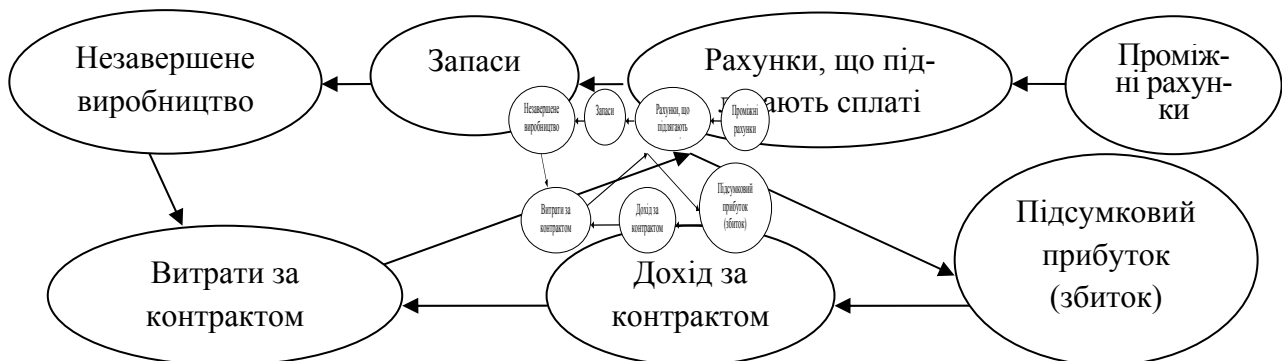 Незавершене
виробництво
Запаси
Рахунки, що під-
лягають сплаті
Проміж-
ні рахун-
ки
Незавершене
виробництво
Запаси
Рахунки, що
підлягають
Проміжні
рахунки
Витрати за
контрактом
Дохід за
контрактом
Підсумковий
прибуток
(збиток)
Витрати за
контрактом
Дохід за
контрактом
Підсумковий
прибуток
(збиток)